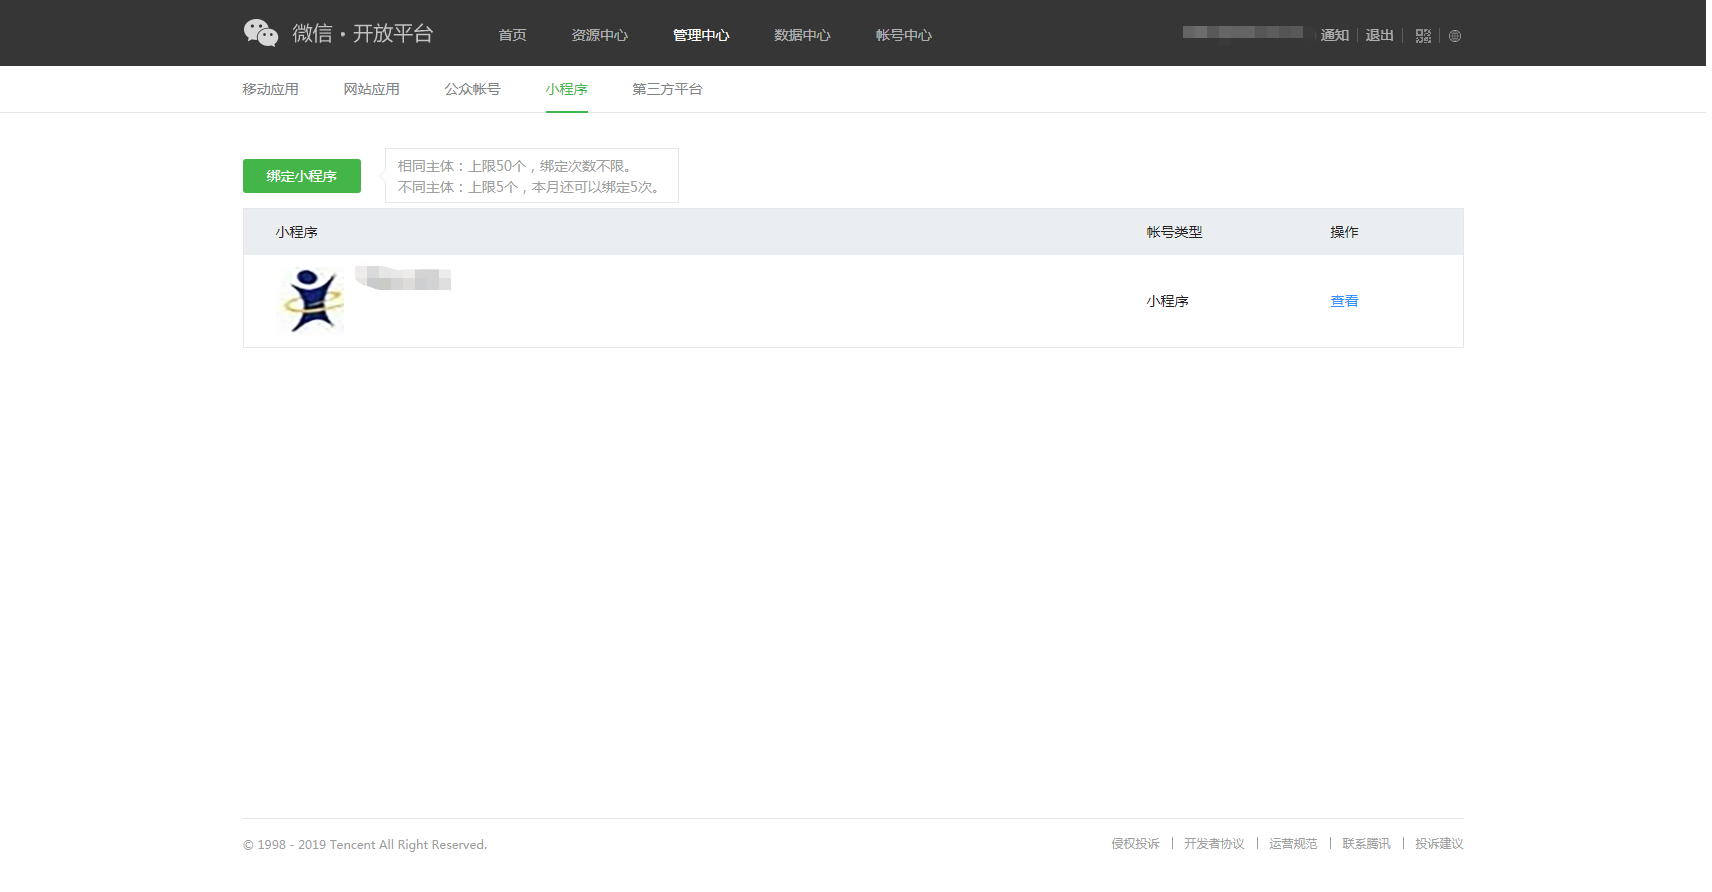 微信·开放平台
首页 资源中心 管理中心 数据中心 帐号中心
通知 退出
移动应用 网站应用 公众帐号 小程序 第三方平台
绑定小程序
相同主体：上限50个，绑定次数不限。
不同主体：上限5个，本月还可以绑定5次。
小程序 帐号类型 操作
小程序 查看
© 1998 - 2019 Tencent All Right Reserved.
侵权投诉 | 开发者协议 | 运营规范 | 联系腾讯 | 投诉建议